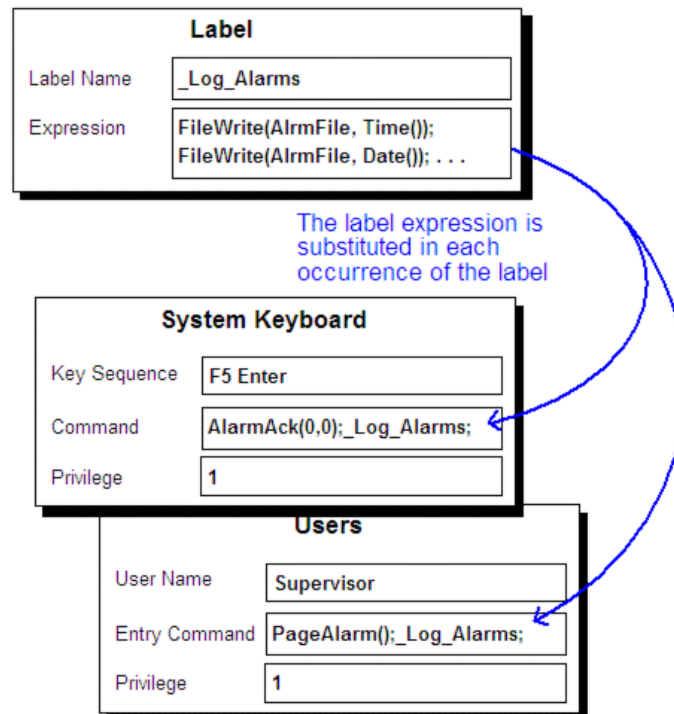 Label
Label Name _Log_Alarms
Expression FileWrite(AlrmFile, Time());
FileWrite(AlrmFile, Date()); . . .
The label expression is
substituted in each
occurrence of the label
System Keyboard
Key Sequence F5 Enter
Command AlarmAck(0,0);_Log_Alarms;
Privilege 1
Users
User Name Supervisor
Entry Command PageAlarm();_Log_Alarms;
Privilege 1